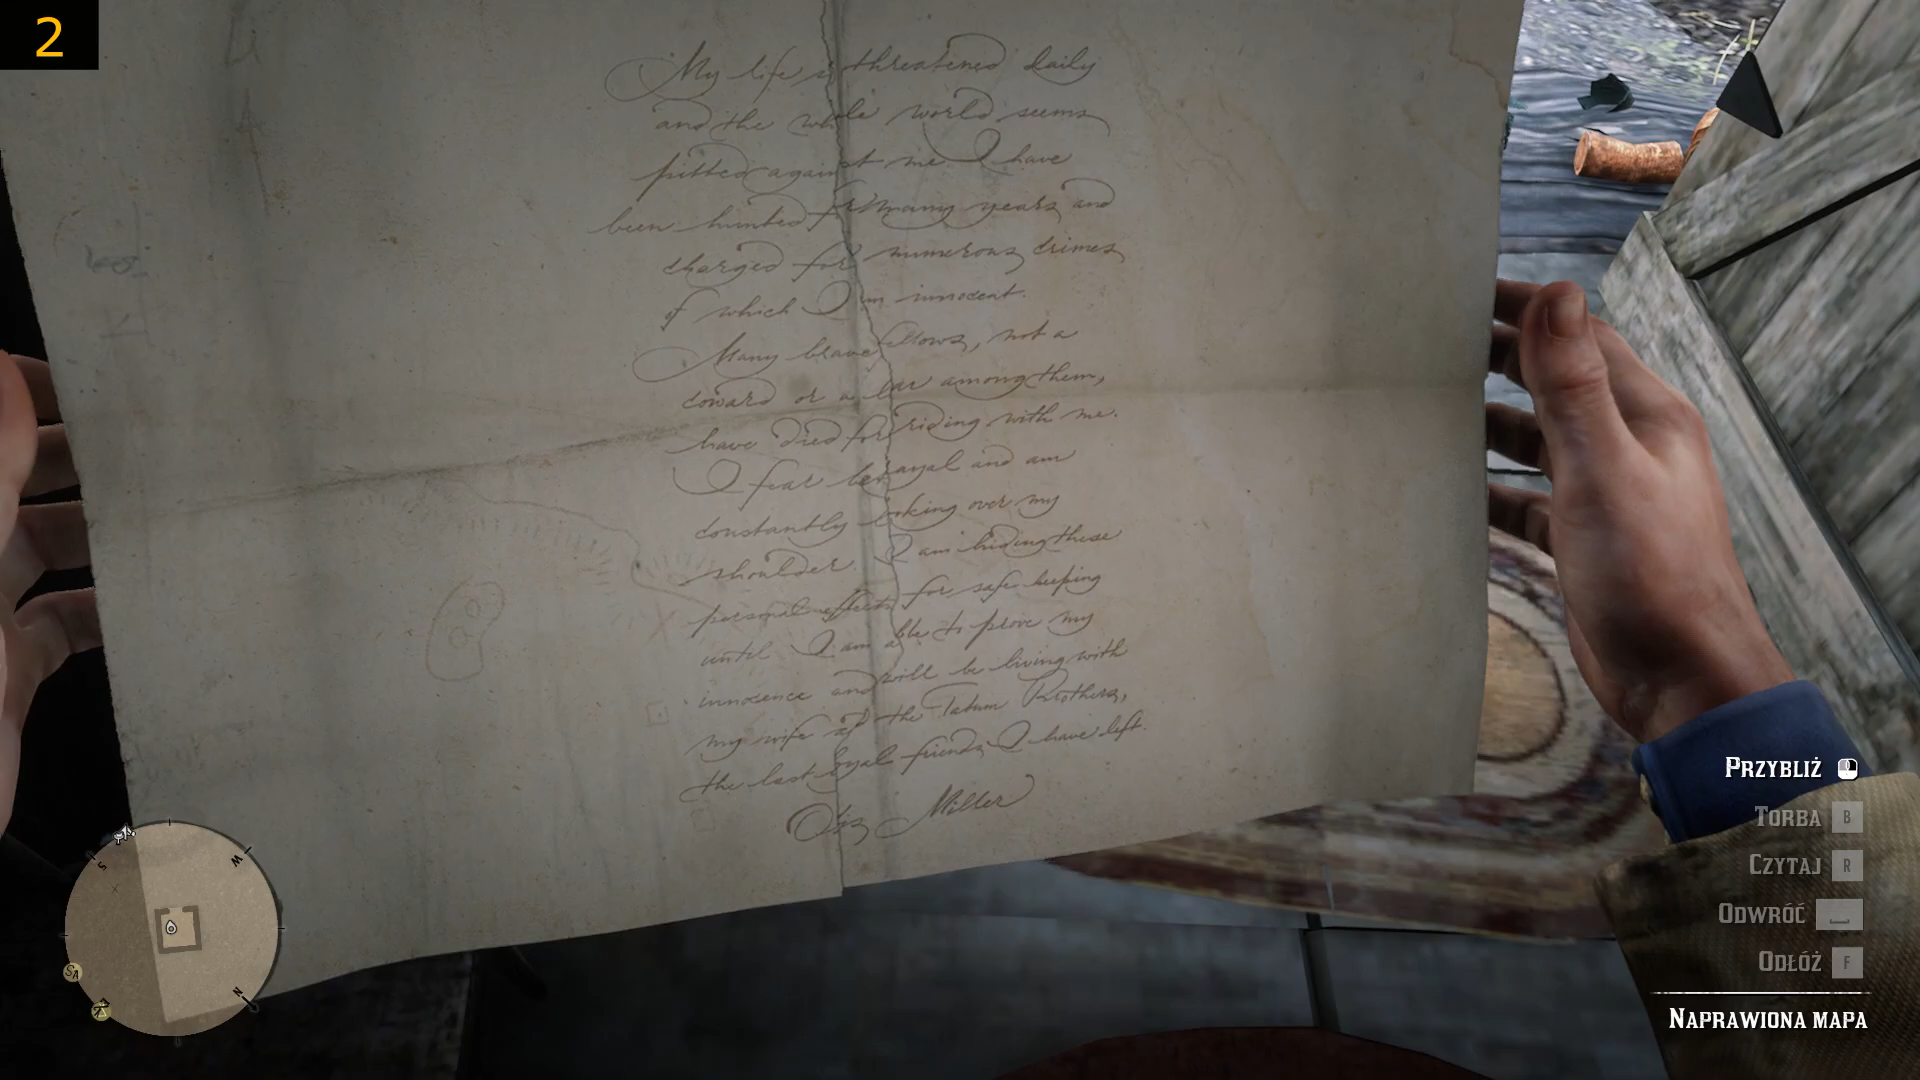 2
My life is threatened daily
and the whole world seems
pitted against me I have
been hunted for many years and
charged for numerous crimes
of which I am innocent.
Many brave fellows, not a
coward or a liar among them,
have died for riding with me.
I fear betrayal and am
constantly looking over my
shoulder. I am hiding these
personal effects for safe keeping
until I am able to prove my
innocence and will be living with
my wife at the Tatum Brothers,
the last loyal friends I have left.
Otis Miller
PRZYBLIŻ
TORBA B
CZYTAJ R
ODWRÓĆ
ODŁÓŻ F
NAPRAWIONA MAPA
S
W
N
SA